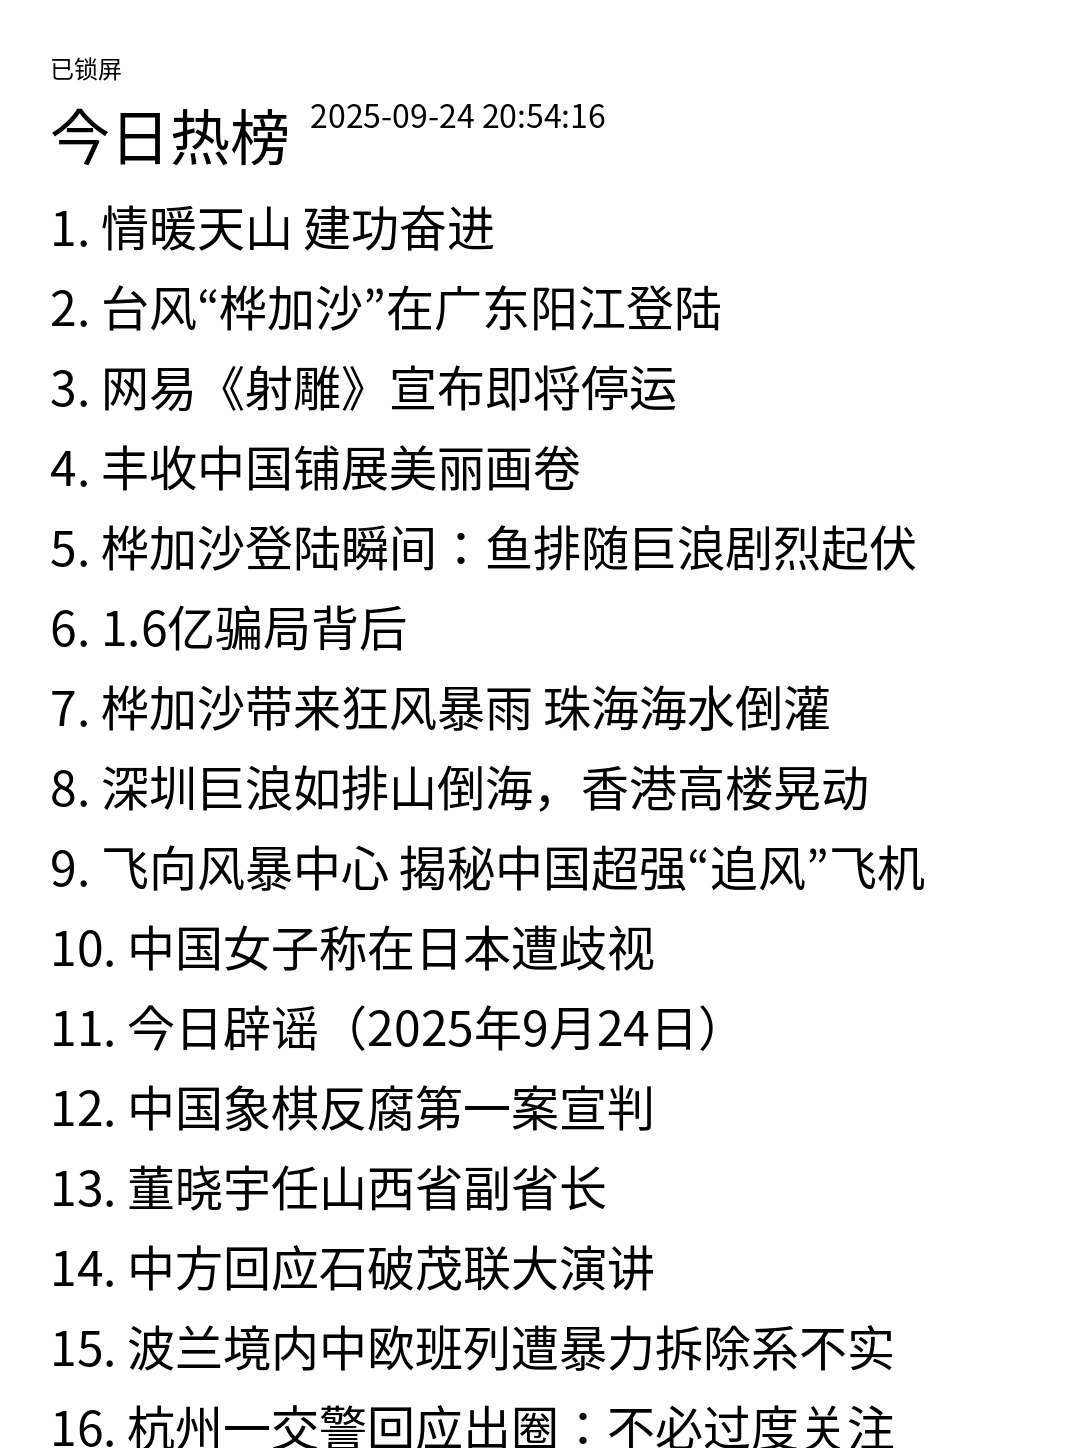 已锁屏
今日热榜 2025-09-24 20:54:16
1. 情暖天山 建功奋进
2. 台风“桦加沙”在广东阳江登陆
3. 网易《射雕》宣布即将停运
4. 丰收中国铺展美丽画卷
5. 桦加沙登陆瞬间：鱼排随巨浪剧烈起伏
6. 1.6亿骗局背后
7. 桦加沙带来狂风暴雨 珠海海水倒灌
8. 深圳巨浪如排山倒海，香港高楼晃动
9. 飞向风暴中心 揭秘中国超强“追风”飞机
10. 中国女子称在日本遭歧视
11. 今日辟谣（2025年9月24日）
12. 中国象棋反腐第一案宣判
13. 董晓宇任山西省副省长
14. 中方回应石破茂联大演讲
15. 波兰境内中欧班列遭暴力拆除系不实
16. 杭州一交警回应出圈：不必过度关注